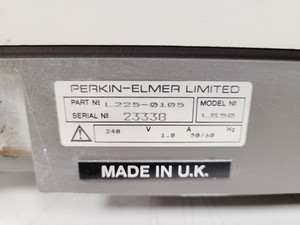 PERKIN-ELMER LIMITED
PART № L225-0105 MODEL №
SERIAL № 23338 LS50
240 V 1.0 50/60 Hz
MADE IN U.K.